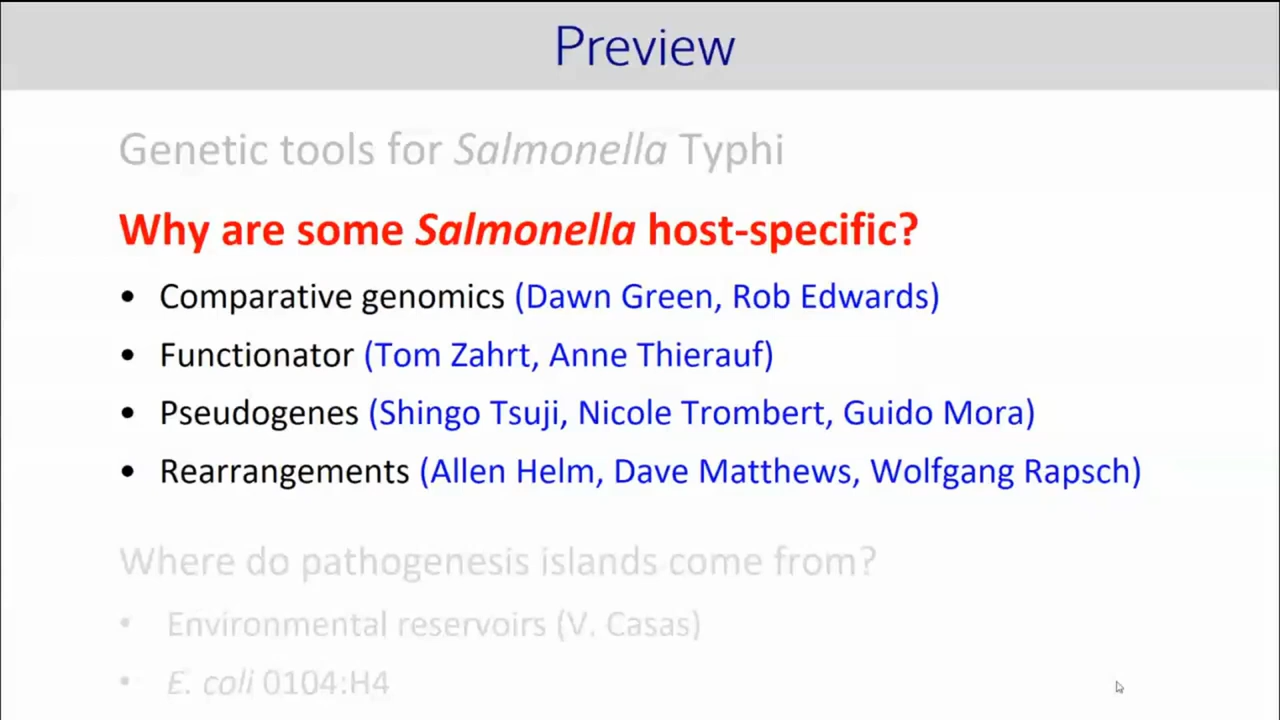 Preview
Genetic tools for Salmonella Typhi
Why are some Salmonella host-specific?
• Comparative genomics (Dawn Green, Rob Edwards)
• Functionator (Tom Zahrt, Anne Thierauf)
• Pseudogenes (Shingo Tsuji, Nicole Trombert, Guido Mora)
• Rearrangements (Allen Helm, Dave Matthews, Wolfgang Rapsch)
Where do pathogenesis islands come from?
• Environmental reservoirs (V. Casas)
• E. coli 0104:H4